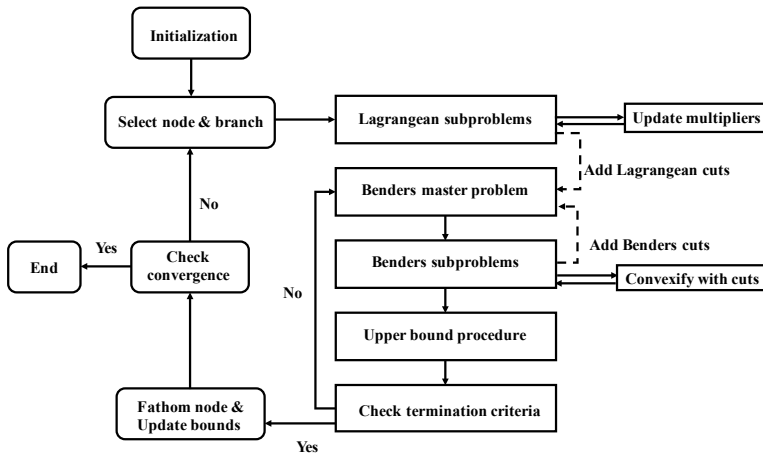 Initialization
Select node & branch
Lagrangean subproblems
Update multipliers
Add Lagrangean cuts
Benders master problem
No
Add Benders cuts
Yes
End
Check
convergence
Benders subproblems
Convexify with cuts
No
Upper bound procedure
Fathom node &
Update bounds
Check termination criteria
Yes